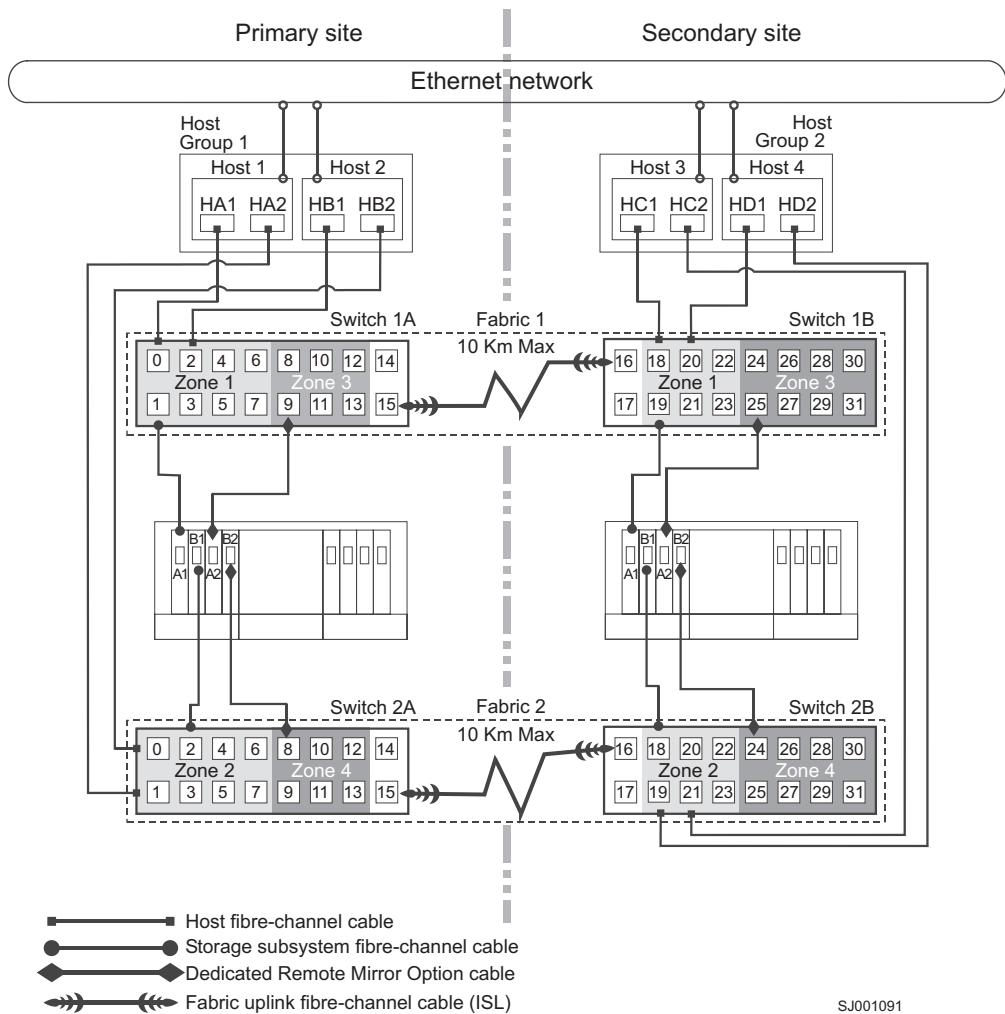 Primary site Secondary site
Ethernet network
Host Group 1
Host Group 2
Host 1 Host 2 Host 3 Host 4
HA1 HA2 HB1 HB2 HC1 HC2 HD1 HD2
Switch 1A Fabric 1 Switch 1B
10 Km Max
0 2 4 6 8 10 12 14 16 18 20 22 24 26 28 30
Zone 1 Zone 3 Zone 1 Zone 3
1 3 5 7 9 11 13 15 17 19 21 23 25 27 29 31
B1 B2 B1 B2
A1 A2 A1 A2
Switch 2A Fabric 2 Switch 2B
10 Km Max
0 2 4 6 8 10 12 14 16 18 20 22 24 26 28 30
Zone 2 Zone 4 Zone 2 Zone 4
1 3 5 7 9 11 13 15 17 19 21 23 25 27 29 31
Host fibre-channel cable
Storage subsystem fibre-channel cable
Dedicated Remote Mirror Option cable
Fabric uplink fibre-channel cable (ISL)
SJ001091